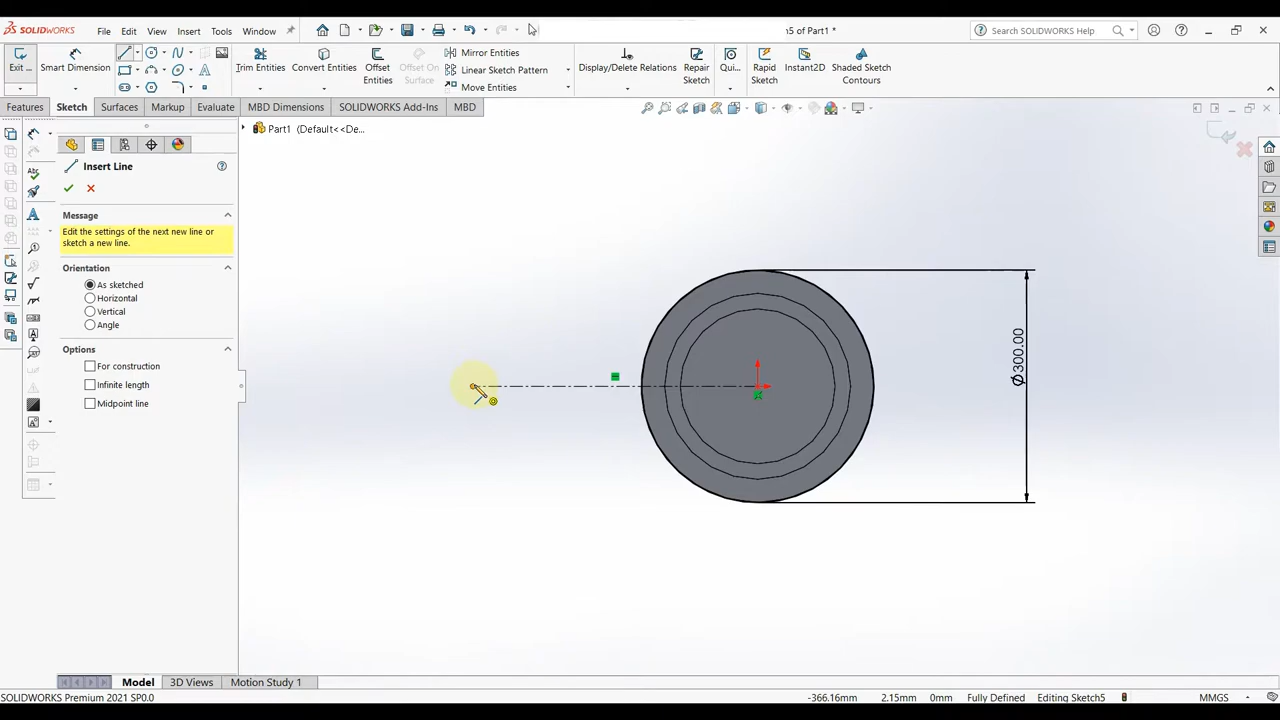 SOLIDWORKS File Edit View Insert Tools Window n5 of Part1 * Search SOLIDWORKS Help
Exit ... Smart Dimension Trim Entities Convert Entities Offset Entities Offset On Surface Mirror Entities Display/Delete Relations Repair Sketch Qui... Rapid Sketch Instant2D Shaded Sketch Contours
Linear Sketch Pattern
Move Entities
Features Sketch Surfaces Markup Evaluate MBD Dimensions SOLIDWORKS Add-Ins MBD
Part1 (Default<<De...
Insert Line
Message
Edit the settings of the next new line or
sketch a new line.
Orientation
As sketched
Horizontal
Vertical
Angle
Options
For construction
Infinite length
Midpoint line
Ø300.00
Model 3D Views Motion Study 1
SOLIDWORKS Premium 2021 SP0.0 -366.16mm 2.15mm 0mm Fully Defined Editing Sketch5 MMGS